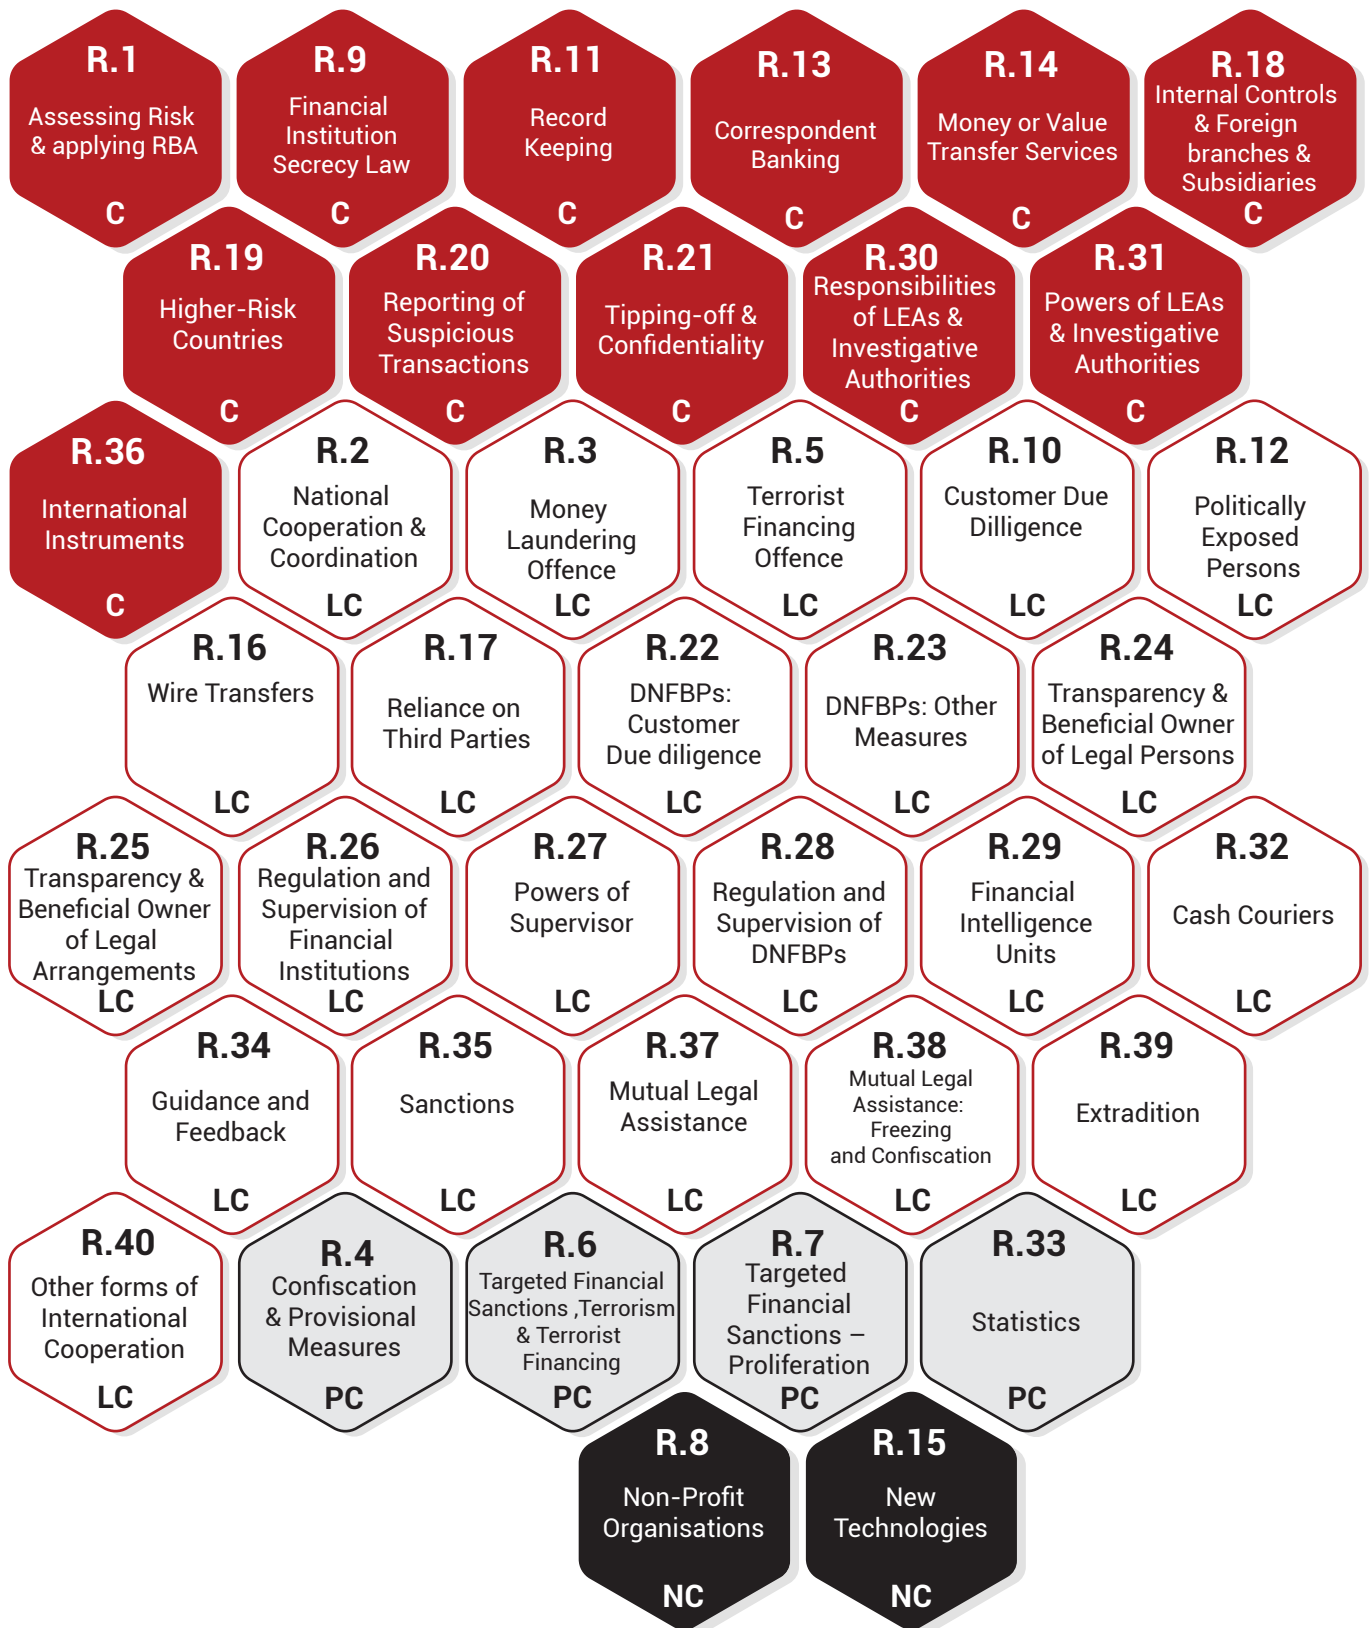 R.1
Assessing Risk
& applying RBA
C
R.9
Financial
Institution
Secrecy Law
C
R.11
Record
Keeping
C
R.13
Correspondent
Banking
C
R.14
Money or Value
Transfer Services
C
R.18
Internal Controls
& Foreign
branches &
Subsidiaries
C
R.19
Higher-Risk
Countries
C
R.20
Reporting of
Suspicious
Transactions
C
R.21
Tipping-off &
Confidentiality
C
R.30
Responsibilities
of LEAs &
Investigative
Authorities
C
R.31
Powers of LEAs
& Investigative
Authorities
C
R.36
International
Instruments
C
R.2
National
Cooperation &
Coordination
LC
R.3
Money
Laundering
Offence
LC
R.5
Terrorist
Financing
Offence
LC
R.10
Customer Due
Dilligence
LC
R.12
Politically
Exposed
Persons
LC
R.16
Wire Transfers
LC
R.17
Reliance on
Third Parties
LC
R.22
DNFBPs:
Customer
Due diligence
LC
R.23
DNFBPs: Other
Measures
LC
R.24
Transparency &
Beneficial Owner
of Legal Persons
LC
R.25
Transparency &
Beneficial Owner
of Legal
Arrangements
LC
R.26
Regulation and
Supervision of
Financial
Institutions
LC
R.27
Powers of
Supervisor
LC
R.28
Regulation and
Supervision of
DNFBPs
LC
R.29
Financial
Intelligence
Units
LC
R.32
Cash Couriers
LC
R.34
Guidance and
Feedback
LC
R.35
Sanctions
LC
R.37
Mutual Legal
Assistance
LC
R.38
Mutual Legal
Assistance:
Freezing
and Confiscation
LC
R.39
Extradition
LC
R.40
Other forms of
International
Cooperation
LC
R.4
Confiscation
& Provisional
Measures
PC
R.6
Targeted Financial
Sanctions ,Terrorism
& Terrorist
Financing
PC
R.7
Targeted
Financial
Sanctions –
Proliferation
PC
R.33
Statistics
PC
R.8
Non-Profit
Organisations
NC
R.15
New
Technologies
NC